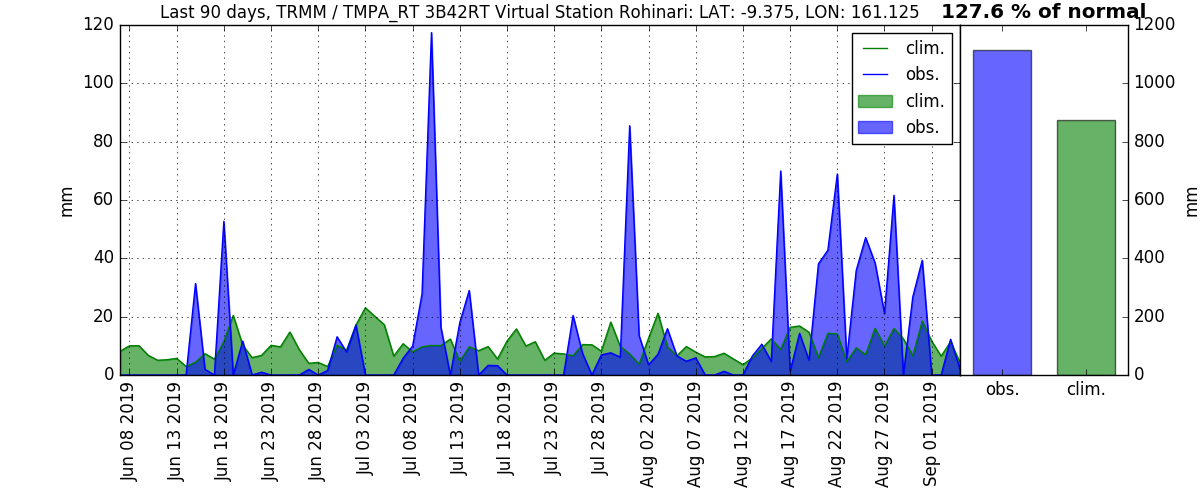 Last 90 days, TRMM / TMPA_RT 3B42RT Virtual Station Rohinari: LAT: -9.375, LON: 161.125
127.6 % of normal
120
100
80
60
40
20
0
mm
clim.
obs.
clim.
obs.
1200
1000
800
600
400
200
0
mm
Jun 08 2019
Jun 13 2019
Jun 18 2019
Jun 23 2019
Jun 28 2019
Jul 03 2019
Jul 08 2019
Jul 13 2019
Jul 18 2019
Jul 23 2019
Jul 28 2019
Aug 02 2019
Aug 07 2019
Aug 12 2019
Aug 17 2019
Aug 22 2019
Aug 27 2019
Sep 01 2019
obs.
clim.